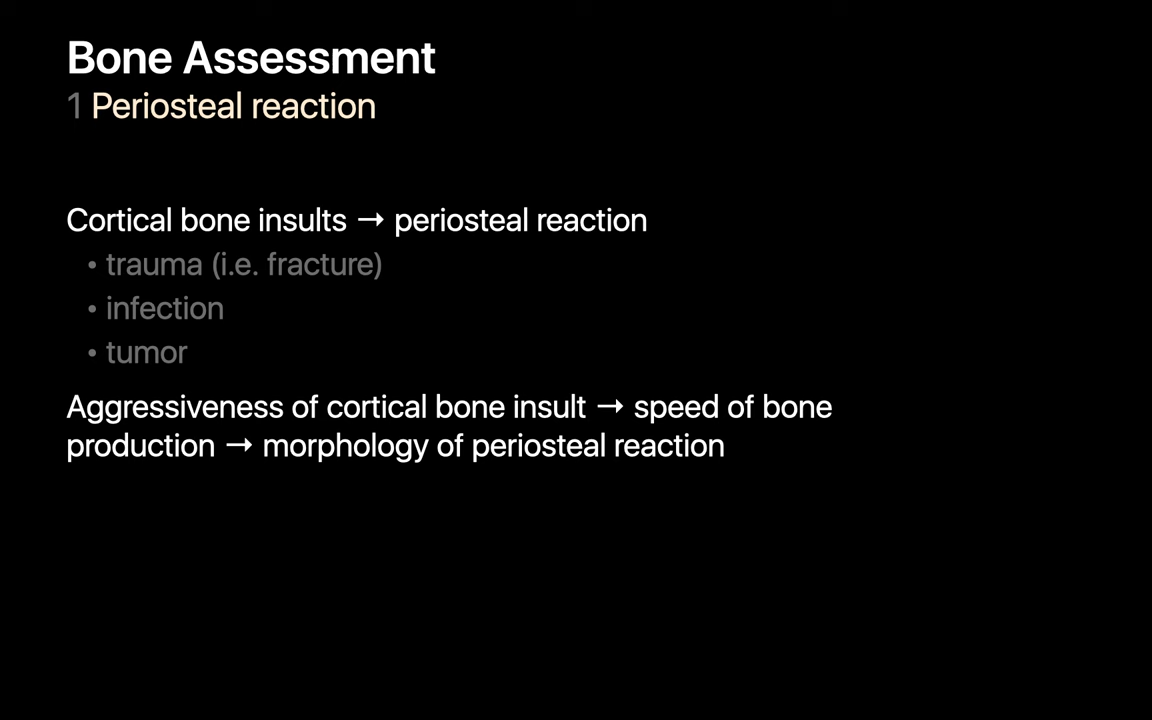 Bone Assessment
1 Periosteal reaction
Cortical bone insults → periosteal reaction
• trauma (i.e. fracture)
• infection
• tumor
Aggressiveness of cortical bone insult → speed of bone
production → morphology of periosteal reaction